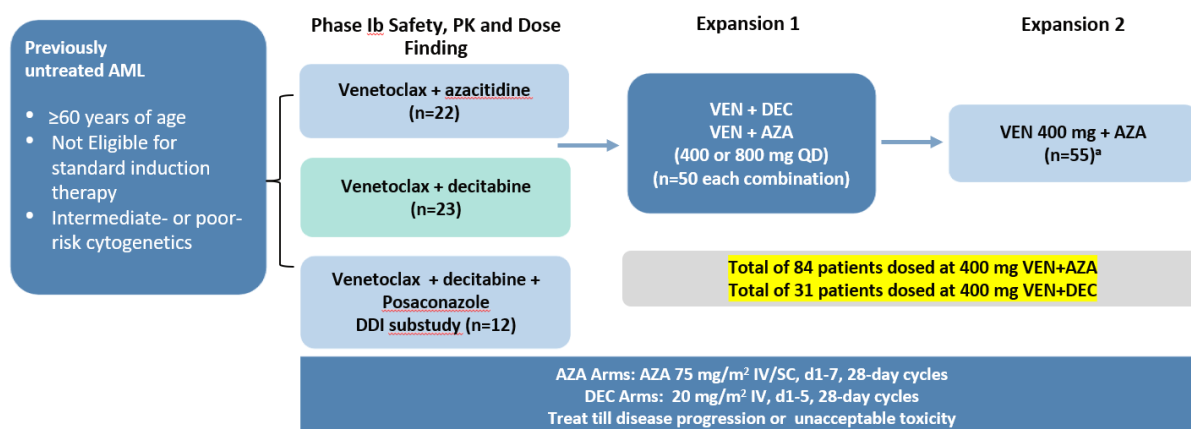 Previously
untreated AML
• ≥60 years of age
• Not Eligible for
standard induction
therapy
• Intermediate- or poor-
risk cytogenetics
Phase Ib Safety, PK and Dose
Finding
Venetoclax + azacitidine
(n=22)
Venetoclax + decitabine
(n=23)
Venetoclax + decitabine +
Posaconazole
DDI substudy (n=12)
Expansion 1
VEN + DEC
VEN + AZA
(400 or 800 mg QD)
(n=50 each combination)
Expansion 2
VEN 400 mg + AZA
(n=55)ᵃ
Total of 84 patients dosed at 400 mg VEN+AZA
Total of 31 patients dosed at 400 mg VEN+DEC
AZA Arms: AZA 75 mg/m² IV/SC, d1-7, 28-day cycles
DEC Arms: 20 mg/m² IV, d1-5, 28-day cycles
Treat till disease progression or unacceptable toxicity